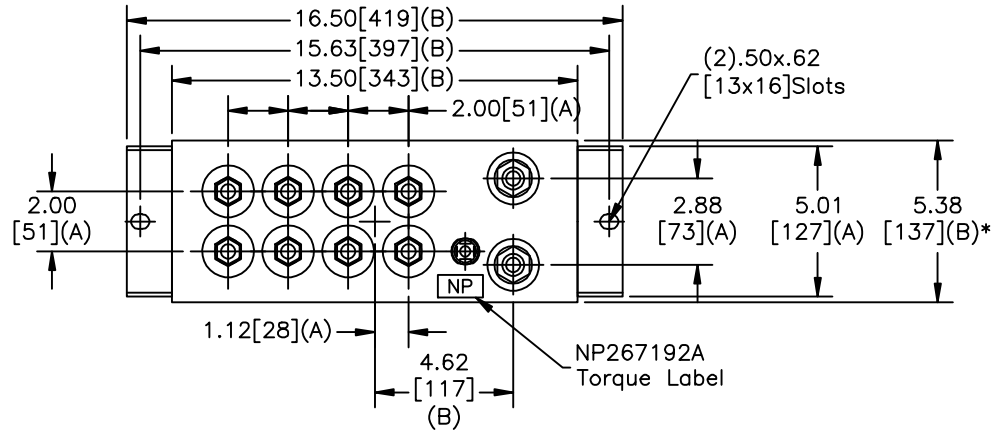 16.50[419](B)
15.63[397](B)
13.50[343](B)
(2).50x.62
[13x16]Slots
2.00[51](A)
2.00
[51](A)
2.88
[73](A)
5.01
[127](A)
5.38
[137](B)*
NP
1.12[28](A)
4.62
[117]
(B)
NP267192A
Torque Label